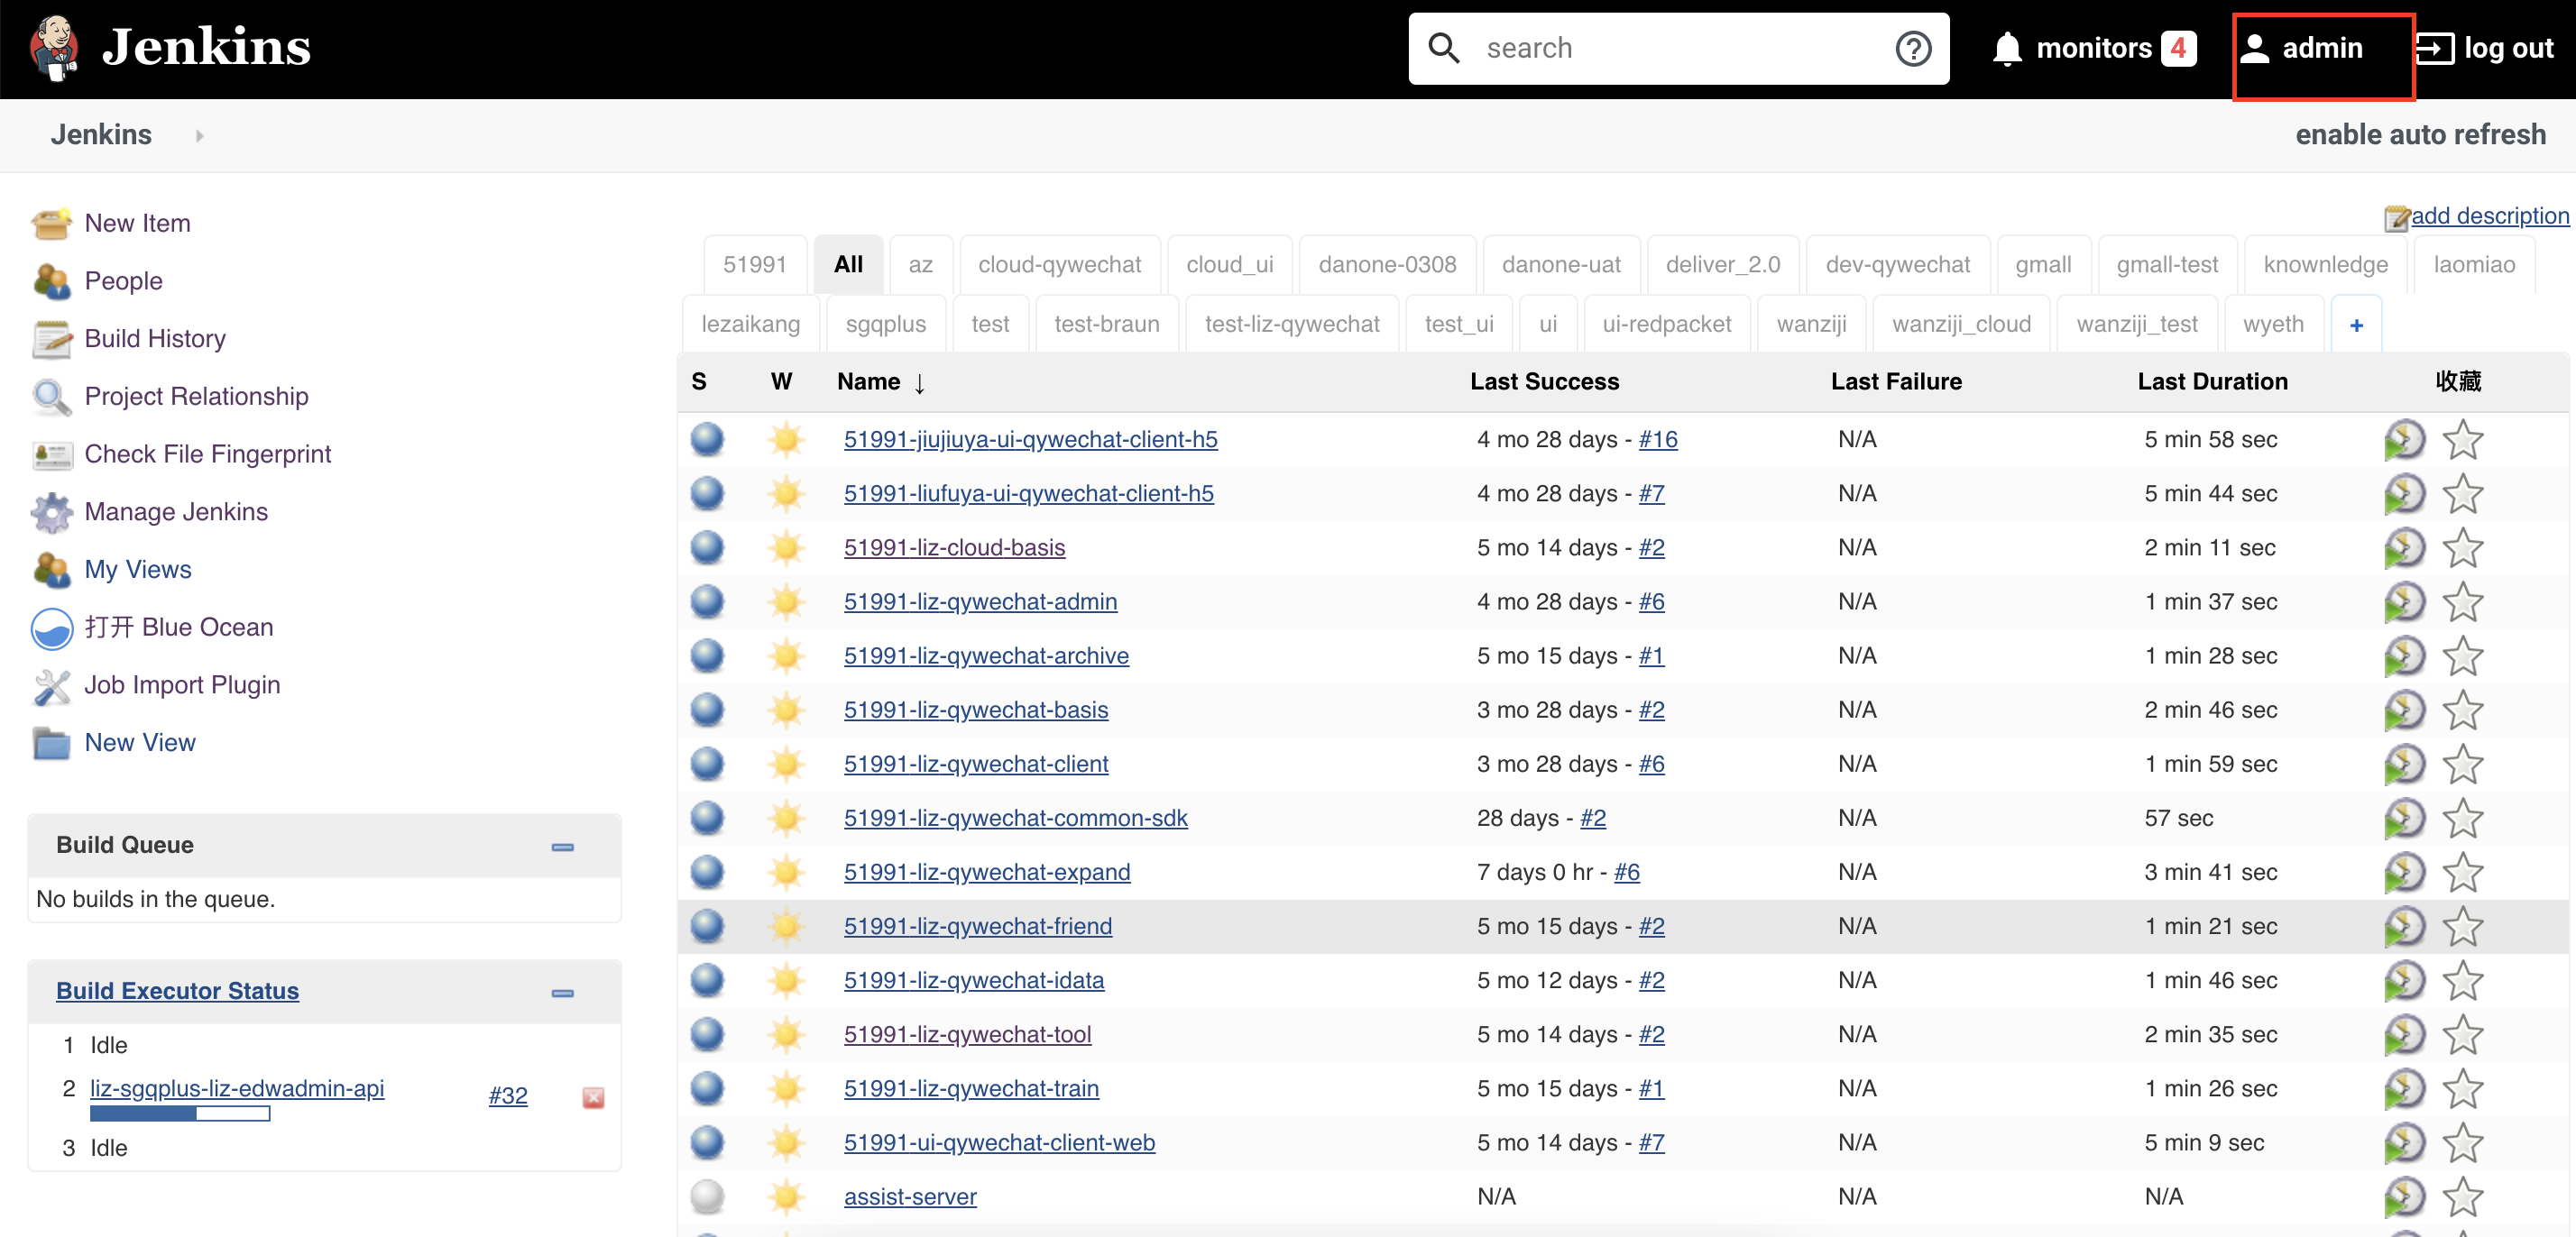 Jenkins
search
monitors 4
admin
log out
Jenkins
enable auto refresh
New Item
People
Build History
Project Relationship
Check File Fingerprint
Manage Jenkins
My Views
打开 Blue Ocean
Job Import Plugin
New View
Build Queue
No builds in the queue.
Build Executor Status
1 Idle
2 liz-sgqplus-liz-edwadmin-api #32
3 Idle
add description
51991 All az cloud-qywechat cloud_ui danone-0308 danone-uat deliver_2.0 dev-qywechat gmall gmall-test knownledge laomiao
lezaikang sgqplus test test-braun test-liz-qywechat test_ui ui ui-redpacket wanziji wanziji_cloud wanziji_test wyeth +
S W Name ↓ Last Success Last Failure Last Duration 收藏
51991-jiujiuya-ui-qywechat-client-h5 4 mo 28 days - #16 N/A 5 min 58 sec
51991-liufuya-ui-qywechat-client-h5 4 mo 28 days - #7 N/A 5 min 44 sec
51991-liz-cloud-basis 5 mo 14 days - #2 N/A 2 min 11 sec
51991-liz-qywechat-admin 4 mo 28 days - #6 N/A 1 min 37 sec
51991-liz-qywechat-archive 5 mo 15 days - #1 N/A 1 min 28 sec
51991-liz-qywechat-basis 3 mo 28 days - #2 N/A 2 min 46 sec
51991-liz-qywechat-client 3 mo 28 days - #6 N/A 1 min 59 sec
51991-liz-qywechat-common-sdk 28 days - #2 N/A 57 sec
51991-liz-qywechat-expand 7 days 0 hr - #6 N/A 3 min 41 sec
51991-liz-qywechat-friend 5 mo 15 days - #2 N/A 1 min 21 sec
51991-liz-qywechat-idata 5 mo 12 days - #2 N/A 1 min 46 sec
51991-liz-qywechat-tool 5 mo 14 days - #2 N/A 2 min 35 sec
51991-liz-qywechat-train 5 mo 15 days - #1 N/A 1 min 26 sec
51991-ui-qywechat-client-web 5 mo 14 days - #7 N/A 5 min 9 sec
assist-server N/A N/A N/A